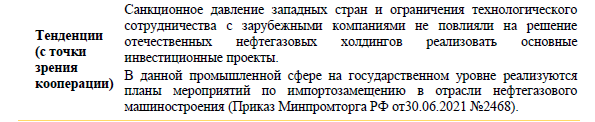 Тенденции
(с точки
зрения
кооперации)
Санкционное давление западных стран и ограничения технологического
сотрудничества с зарубежными компаниями не повлияли на решение
отечественных нефтегазовых холдингов реализовать основные
инвестиционные проекты.
В данной промышленной сфере на государственном уровне реализуются
планы мероприятий по импортозамещению в отрасли нефтегазового
машиностроения (Приказ Минпромторга РФ от30.06.2021 №2468).